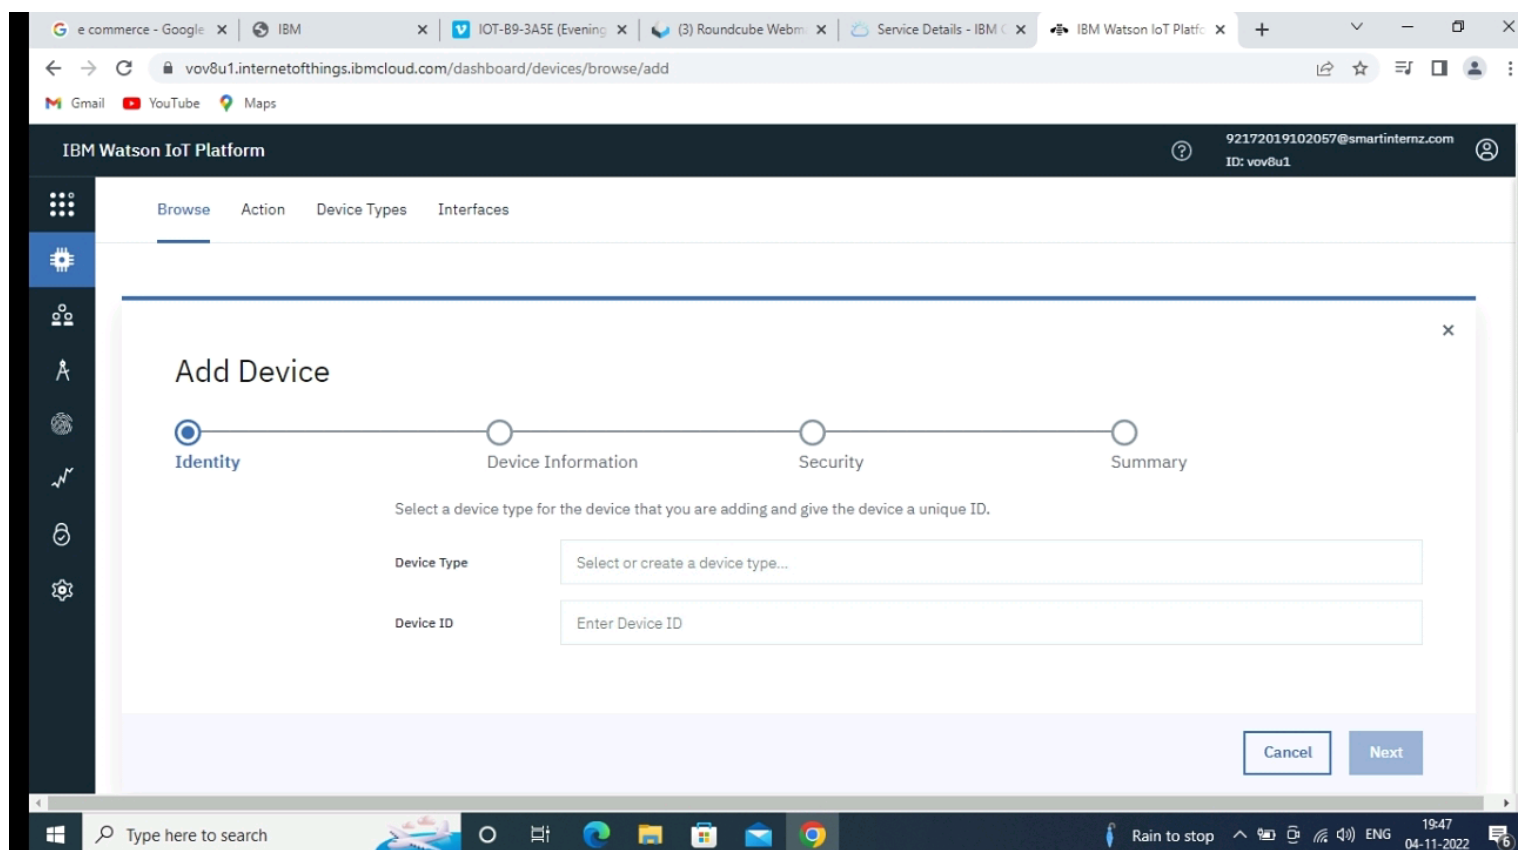 e commerce - Google
IBM
IOT-B9-3A5E (Evening
(3) Roundcube Webm
Service Details - IBM C
IBM Watson IoT Platfo
vov8u1.internetofthings.ibmcloud.com/dashboard/devices/browse/add
Gmail YouTube Maps
IBM Watson IoT Platform
92172019102057@smartinternz.com
ID: vov8u1
Browse Action Device Types Interfaces
Add Device
Identity Device Information Security Summary
Select a device type for the device that you are adding and give the device a unique ID.
Device Type Select or create a device type...
Device ID Enter Device ID
Cancel Next
Type here to search
Rain to stop
ENG
19:47
04-11-2022
6